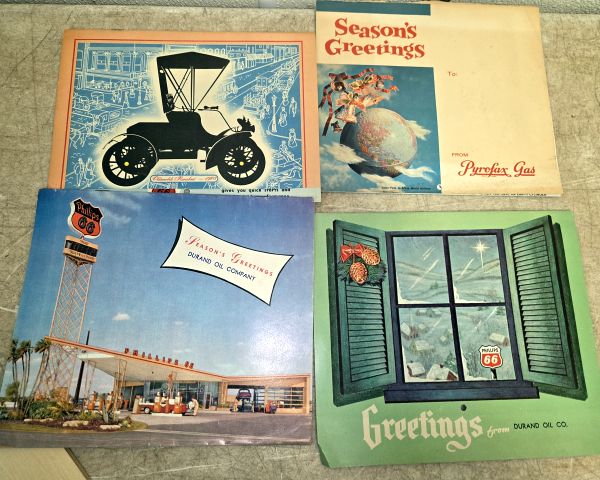 gives you quick starts and
Season's
Greetings
TO:
FROM
Pyrofax Gas
Phillips
66
SEASON'S GREETINGS
DURAND OIL COMPANY
PHILLIPS 66
PHILLIPS
66
Greetings from DURAND OIL CO.